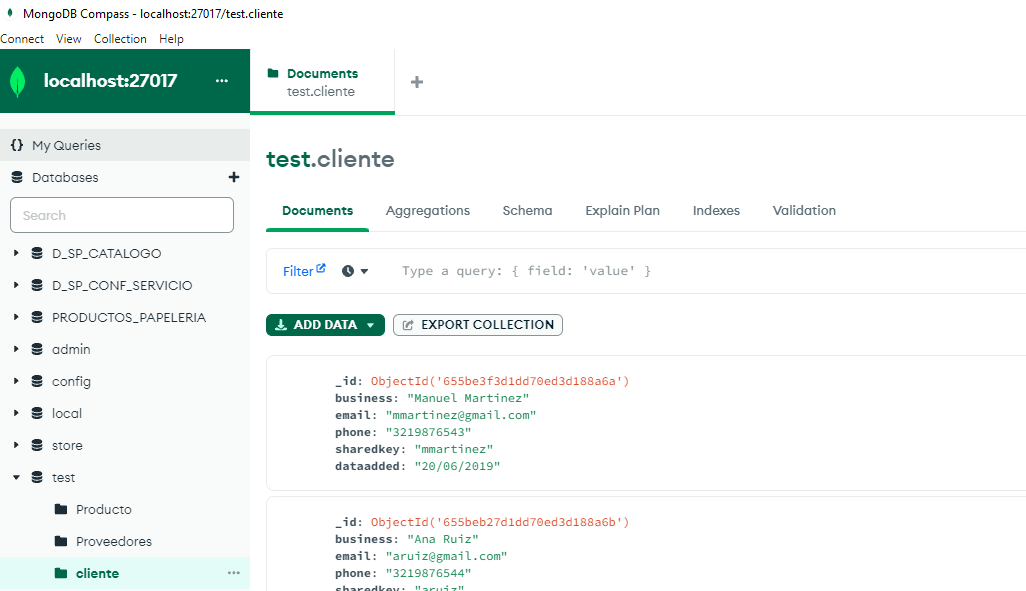 MongoDB Compass - localhost:27017/test.cliente
Connect View Collection Help
localhost:27017 ...
Documents
test.cliente
{} My Queries
Databases
Search
D_SP_CATALOGO
D_SP_CONF_SERVICIO
PRODUCTOS_PAPELERIA
admin
config
local
store
test
Producto
Proveedores
cliente ...
test.cliente
Documents Aggregations Schema Explain Plan Indexes Validation
Filter Type a query: { field: 'value' }
ADD DATA EXPORT COLLECTION
_id: ObjectId('655be3f3d1dd70ed3d188a6a')
business: "Manuel Martinez"
email: "mmartinez@gmail.com"
phone: "3219876543"
sharedkey: "mmartinez"
dataadded: "20/06/2019"
_id: ObjectId('655beb27d1dd70ed3d188a6b')
business: "Ana Ruiz"
email: "aruiz@gmail.com"
phone: "3219876544"
sharedkey: "aruiz"